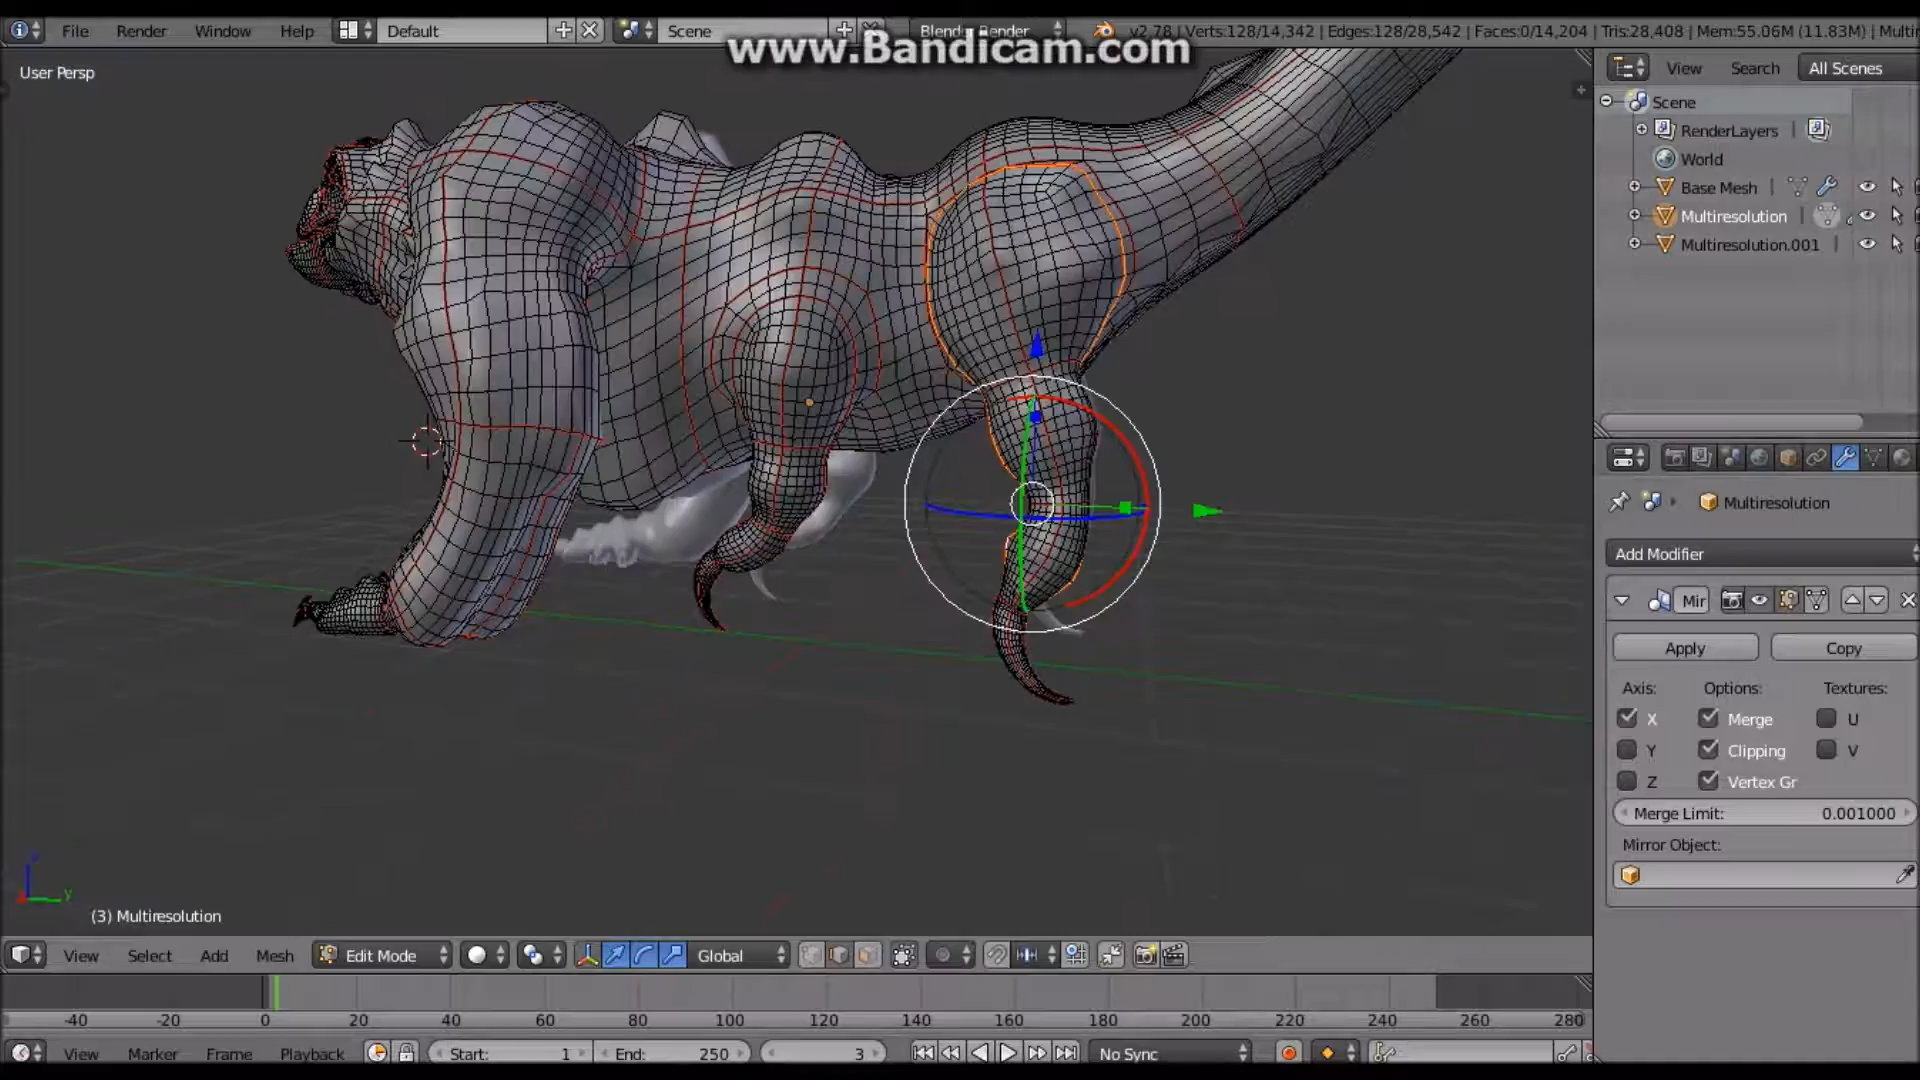 File Render Window Help Default Scene Blender Render v2.78 | Verts:128/14,342 | Edges:128/28,542 | Faces:0/14,204 | Tris:28,408 | Mem:55.06M (11.83M) |
www.Bandicam.com
User Persp
View Search All Scenes
Scene
RenderLayers
World
Base Mesh
Multiresolution
Multiresolution.001
Multiresolution
Add Modifier
Mir
Apply Copy
Axis: Options: Textures:
X Merge U
Y Clipping V
Z Vertex Gr
Merge Limit: 0.001000
Mirror Object:
y
(3) Multiresolution
View Select Add Mesh Edit Mode Global
-40 -20 0 20 40 60 80 100 120 140 160 180 200 220 240 260 280
View Marker Frame Playback Start: 1 End: 250 3 No Sync